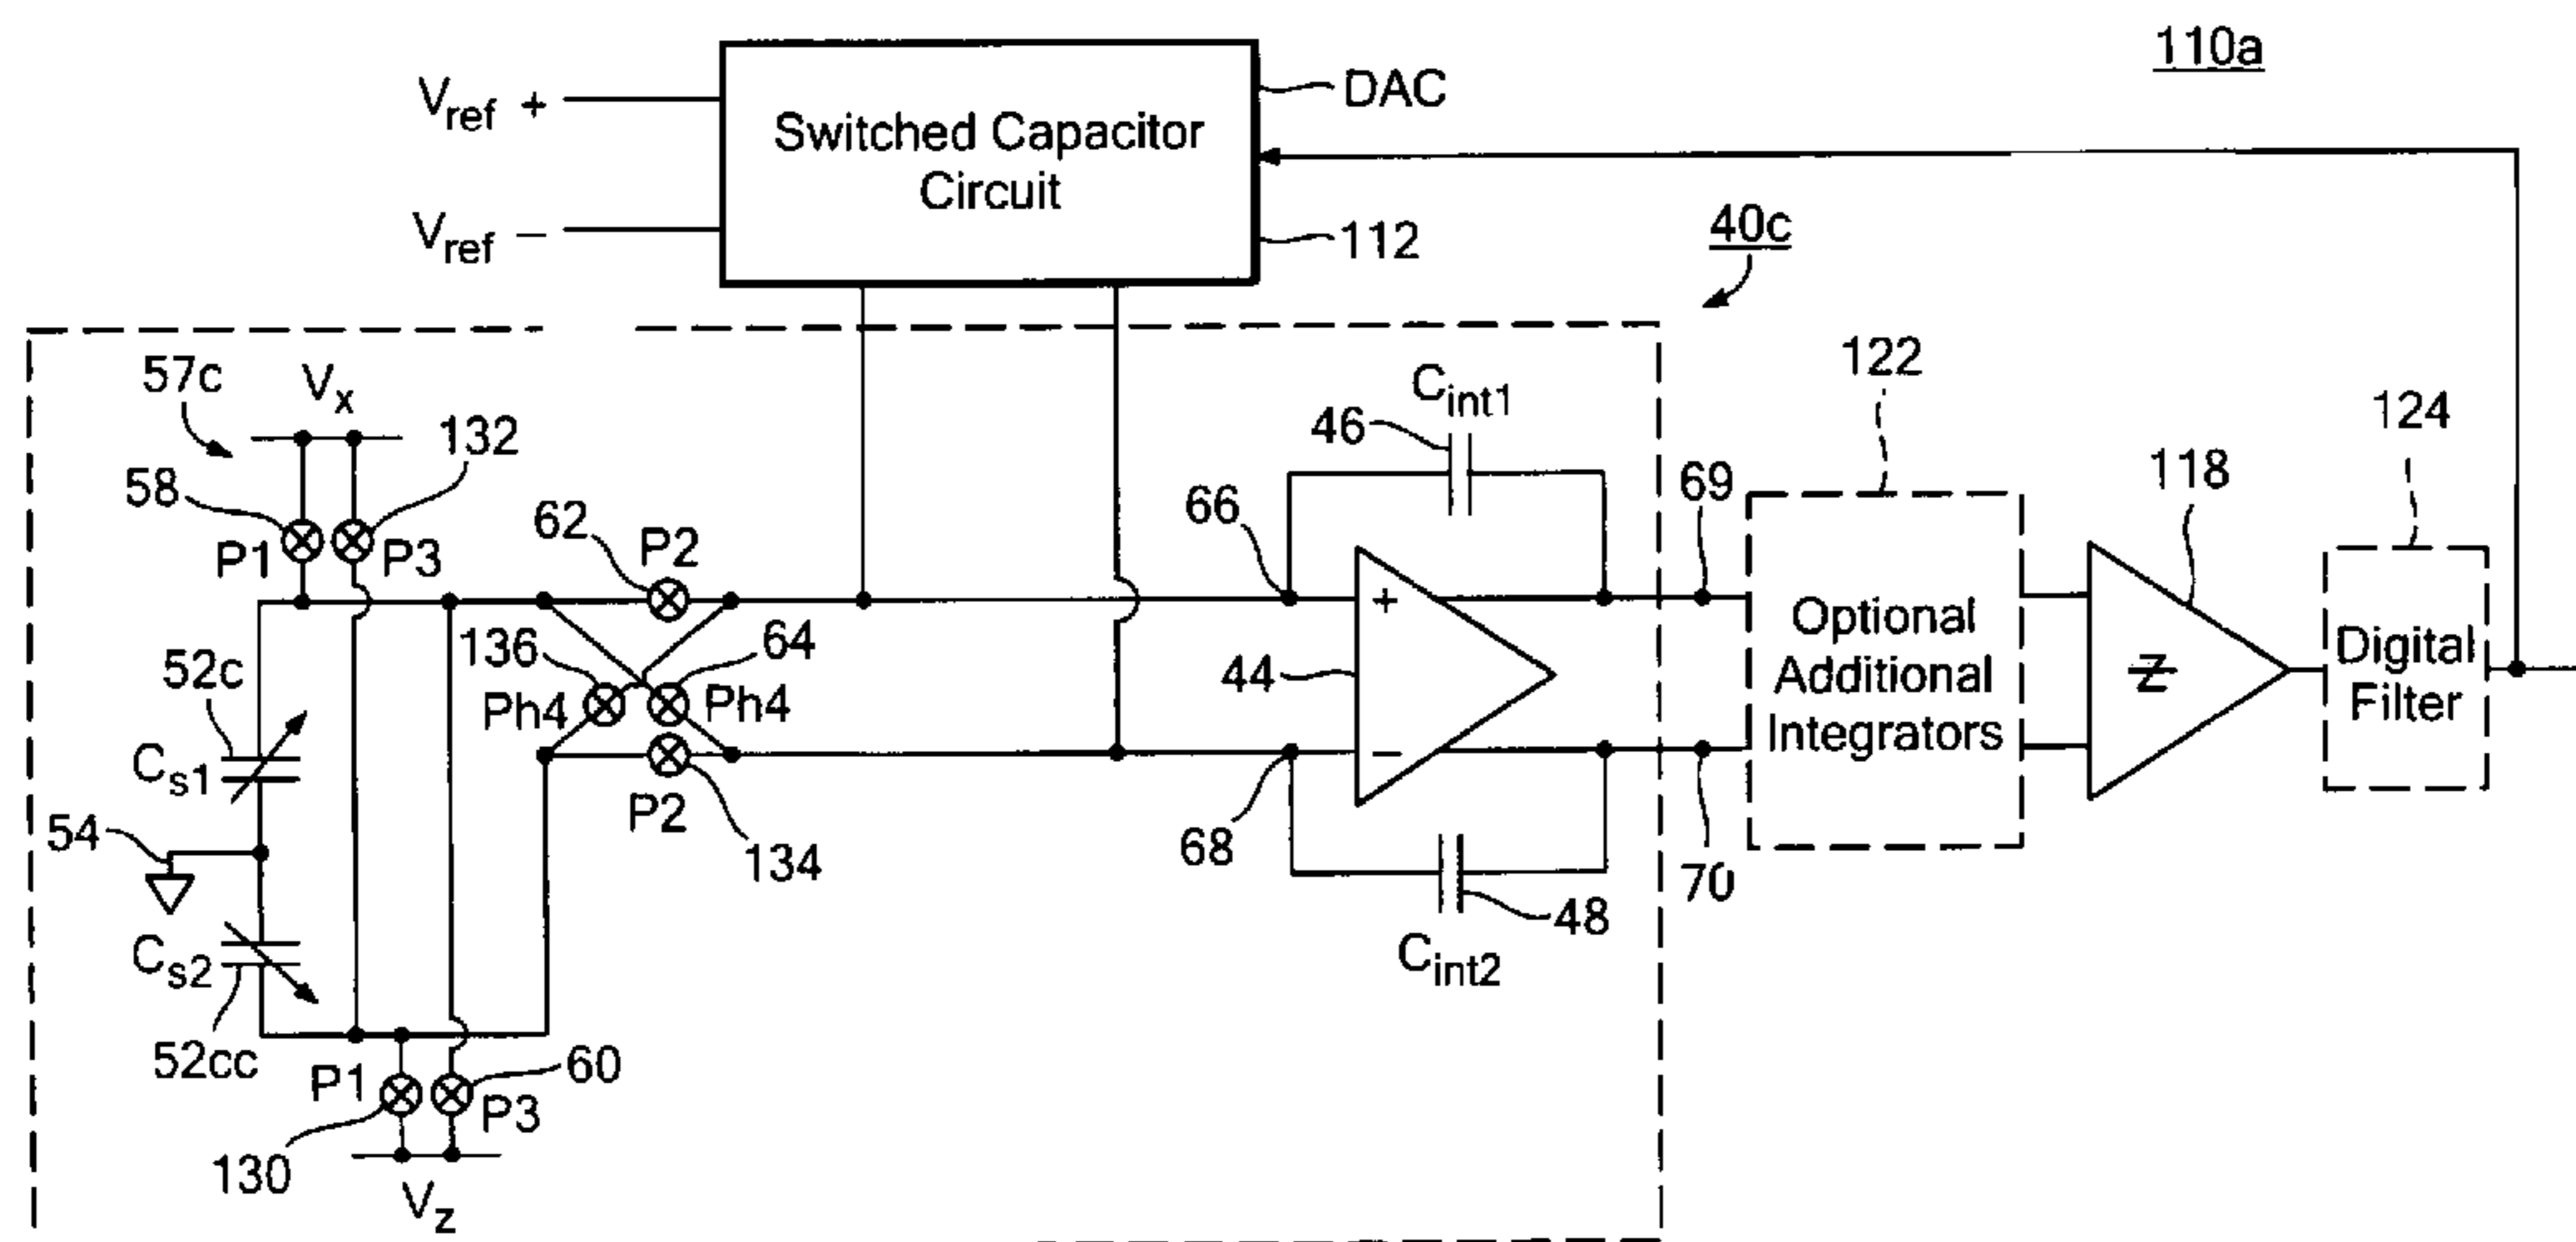 110a
Vref +
DAC
Switched Capacitor
Circuit
Vref −
112
40c
57c
Vx
132
58
P1
P3
62
P2
66
46
Cint1
69
122
118
124
136
Ph4
64
Ph4
+
44
−
Optional
Additional
Integrators
Z
Digital
Filter
52c
Cs1
54
P2
134
68
70
48
Cint2
Cs2
52cc
P1
60
P3
130
Vz